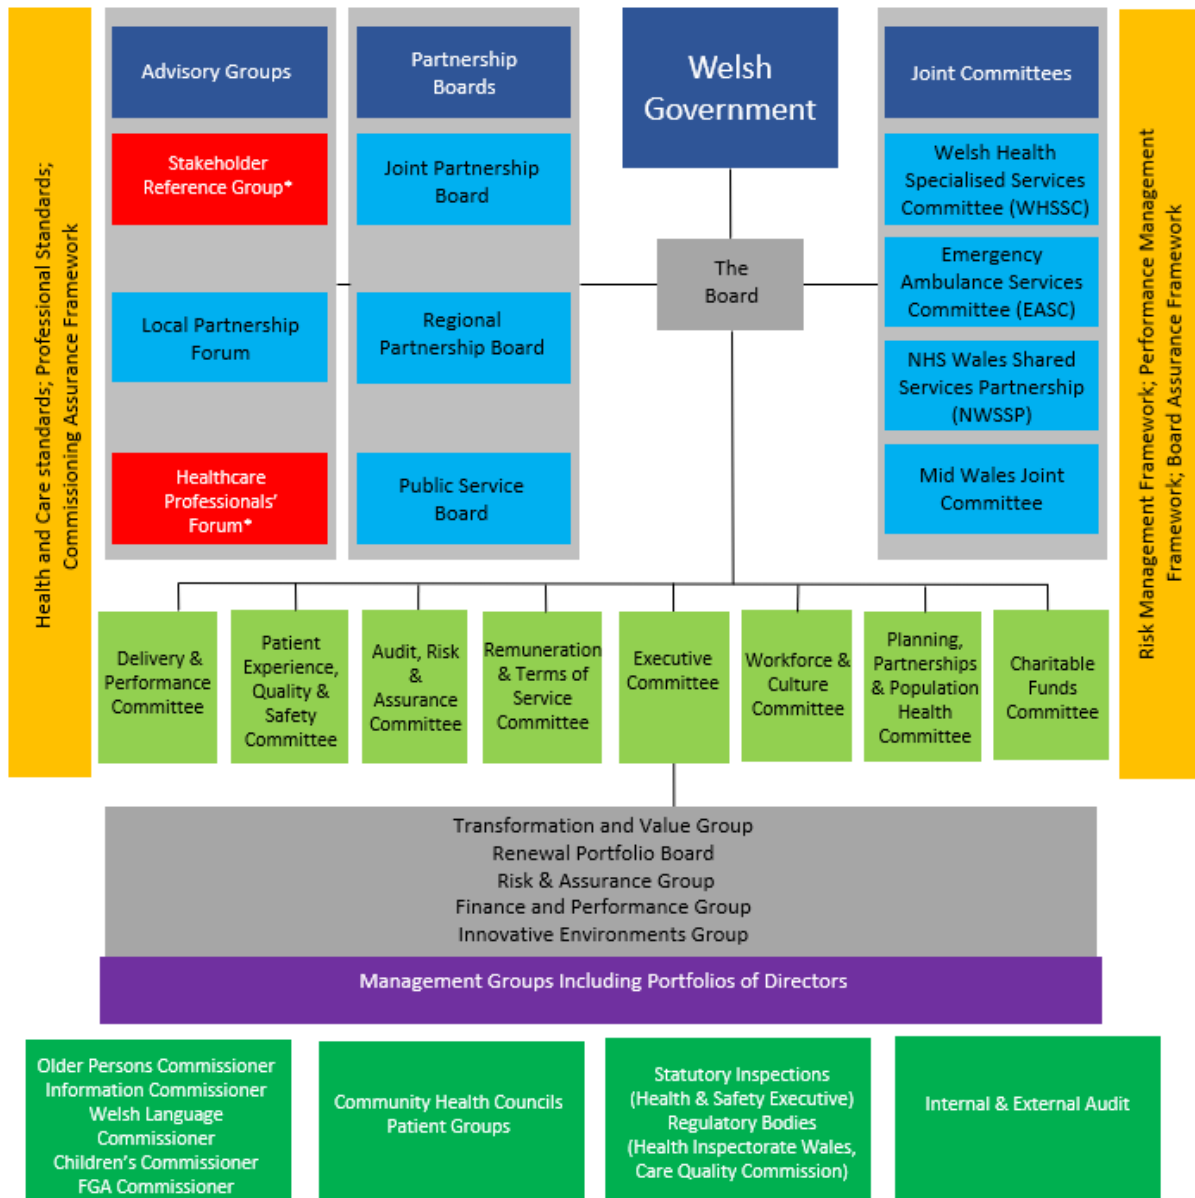 Health and Care standards; Professional Standards;
Commissioning Assurance Framework
Advisory Groups
Stakeholder
Reference Group*
Local Partnership
Forum
Healthcare
Professionals’
Forum*
Partnership
Boards
Joint Partnership
Board
Regional
Partnership Board
Public Service
Board
Welsh
Government
The
Board
Joint Committees
Welsh Health
Specialised Services
Committee (WHSSC)
Emergency
Ambulance Services
Committee (EASC)
NHS Wales Shared
Services Partnership
(NWSSP)
Mid Wales Joint
Committee
Risk Management Framework; Performance Management
Framework; Board Assurance Framework
Delivery &
Performance
Committee
Patient
Experience,
Quality &
Safety
Committee
Audit, Risk
&
Assurance
Committee
Remuneration
& Terms of
Service
Committee
Executive
Committee
Workforce &
Culture
Committee
Planning,
Partnerships
& Population
Health
Committee
Charitable
Funds
Committee
Transformation and Value Group
Renewal Portfolio Board
Risk & Assurance Group
Finance and Performance Group
Innovative Environments Group
Management Groups Including Portfolios of Directors
Older Persons Commissioner
Information Commissioner
Welsh Language
Commissioner
Children’s Commissioner
FGA Commissioner
Community Health Councils
Patient Groups
Statutory Inspections
(Health & Safety Executive)
Regulatory Bodies
(Health Inspectorate Wales,
Care Quality Commission)
Internal & External Audit